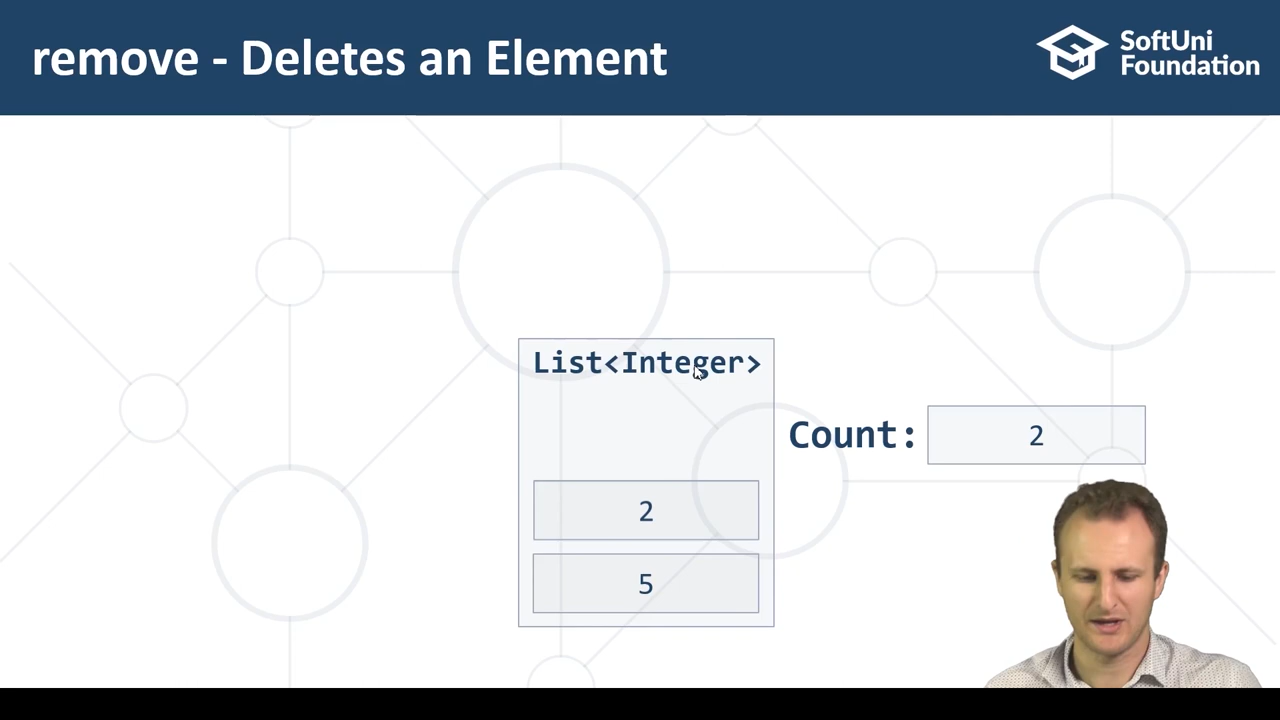 remove - Deletes an Element
SoftUni
Foundation
List<Integer>
Count:
2
2
5